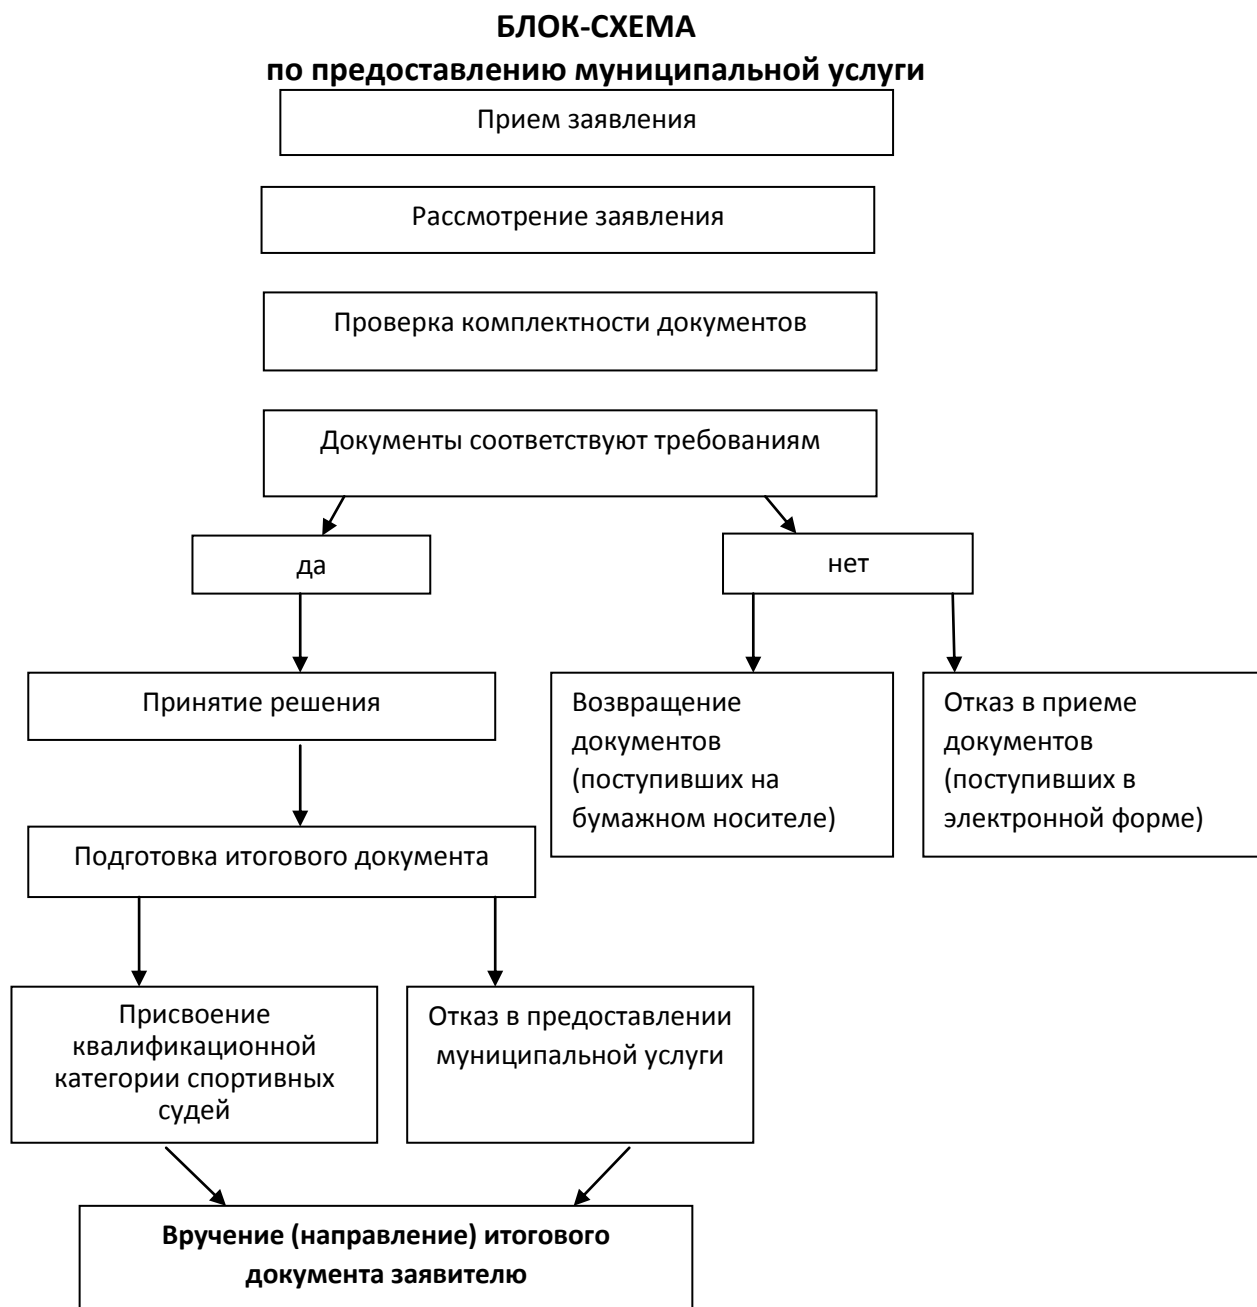 БЛОК-СХЕМА
по предоставлению муниципальной услуги
Прием заявления
Рассмотрение заявления
Проверка комплектности документов
Документы соответствуют требованиям
да
нет
Принятие решения
Возвращение
документов
(поступивших на
бумажном носителе)
Отказ в приеме
документов
(поступивших в
электронной форме)
Подготовка итогового документа
Присвоение
квалификационной
категории спортивных
судей
Отказ в предоставлении
муниципальной услуги
Вручение (направление) итогового
документа заявителю